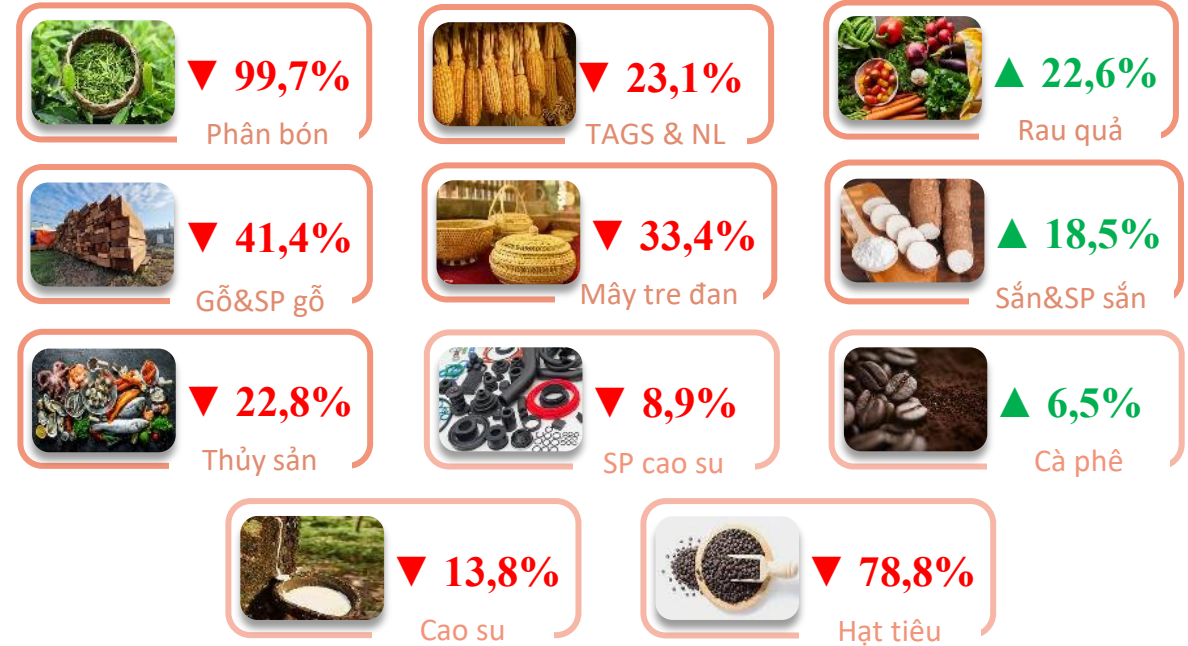 ▼ 99,7%
Phân bón
▼ 23,1%
TAGS & NL
▲ 22,6%
Rau quả
▼ 41,4%
Gỗ&SP gỗ
▼ 33,4%
Mây tre đan
▲ 18,5%
Sắn&SP sắn
▼ 22,8%
Thủy sản
▼ 8,9%
SP cao su
▲ 6,5%
Cà phê
▼ 13,8%
Cao su
▼ 78,8%
Hạt tiêu